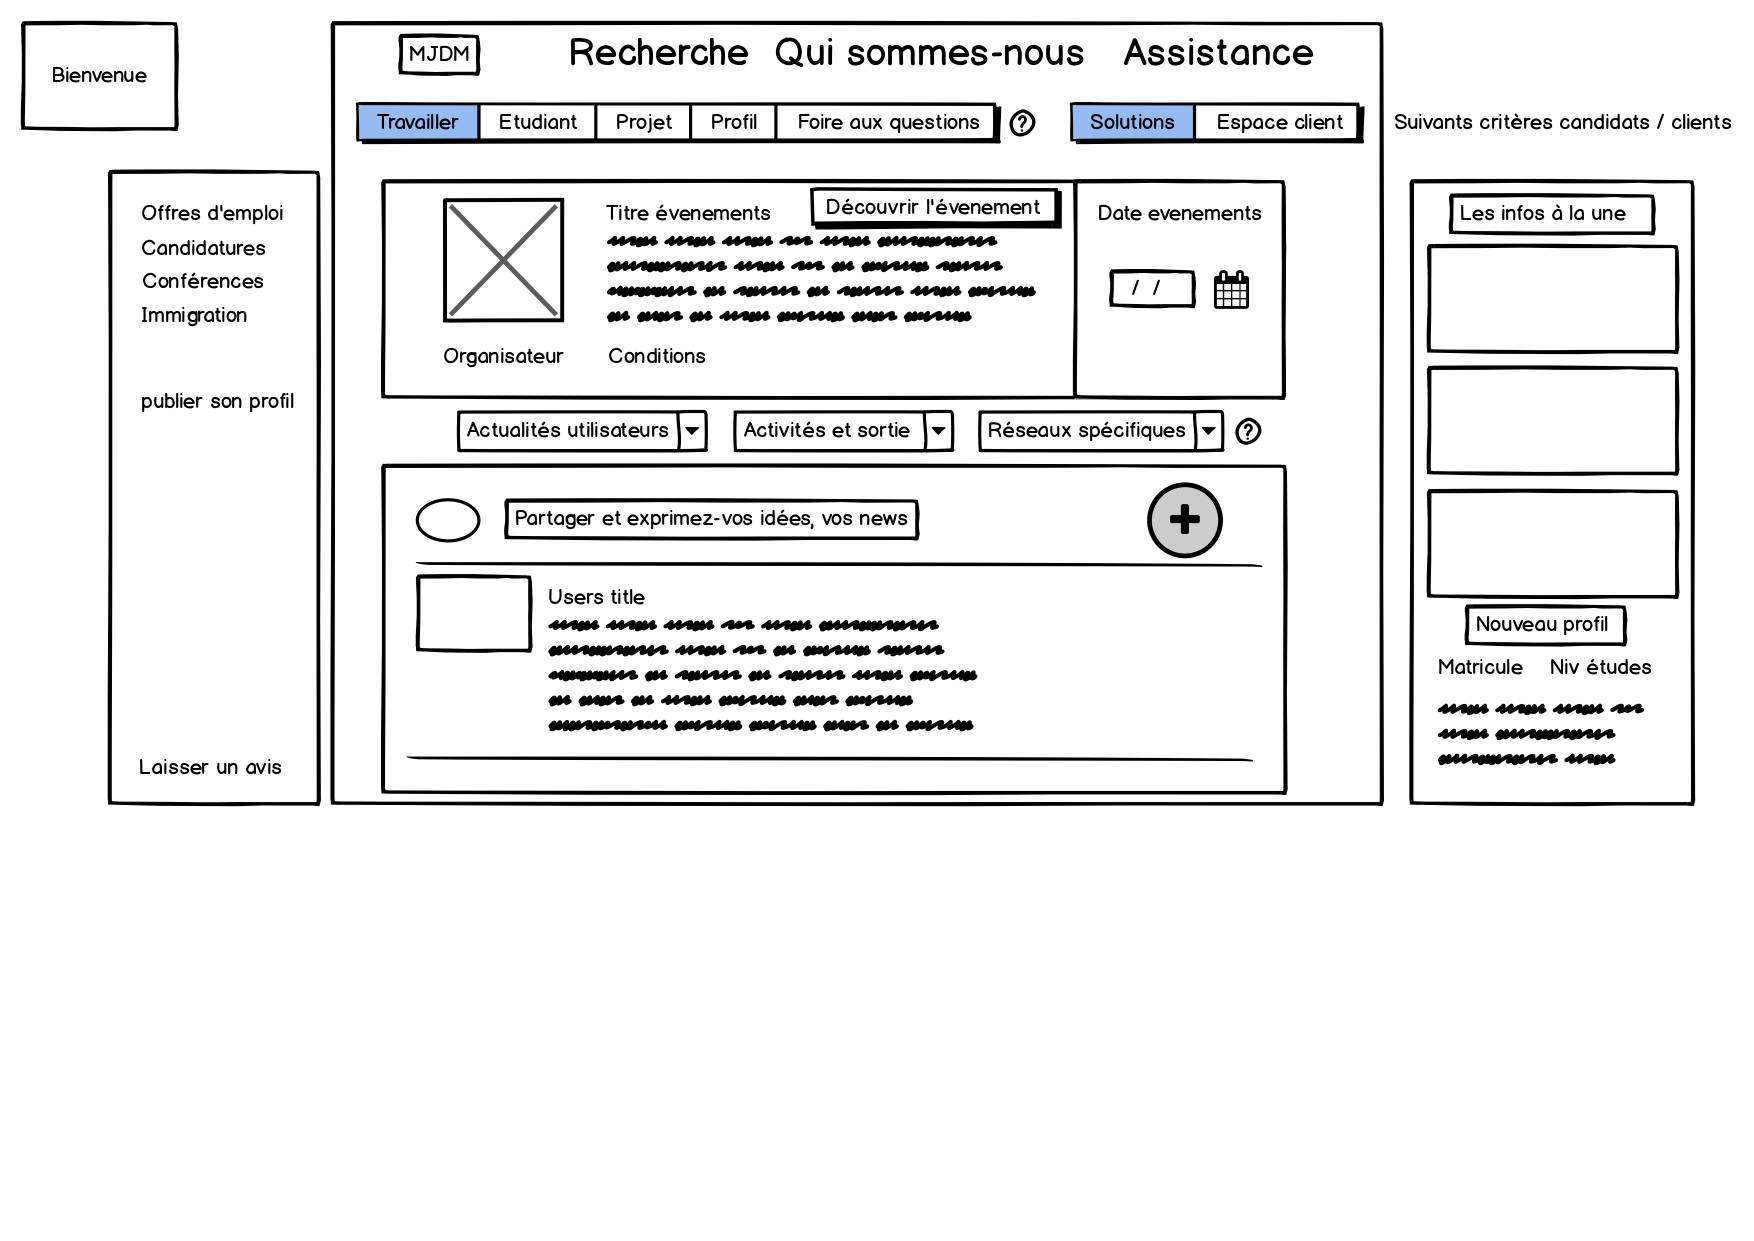 Bienvenue
MJDM
Recherche Qui sommes-nous Assistance
Travailler Etudiant Projet Profil Foire aux questions ? Solutions Espace client
Suivants critères candidats / clients
Offres d'emploi
Candidatures
Conférences
Immigration
publier son profil
Laisser un avis
Titre évenements
Découvrir l'évenement
Date evenements
/ /
Organisateur
Conditions
Actualités utilisateurs
Activités et sortie
Réseaux spécifiques
?
Partager et exprimez-vos idées, vos news
Users title
Les infos à la une
Nouveau profil
Matricule Niv études